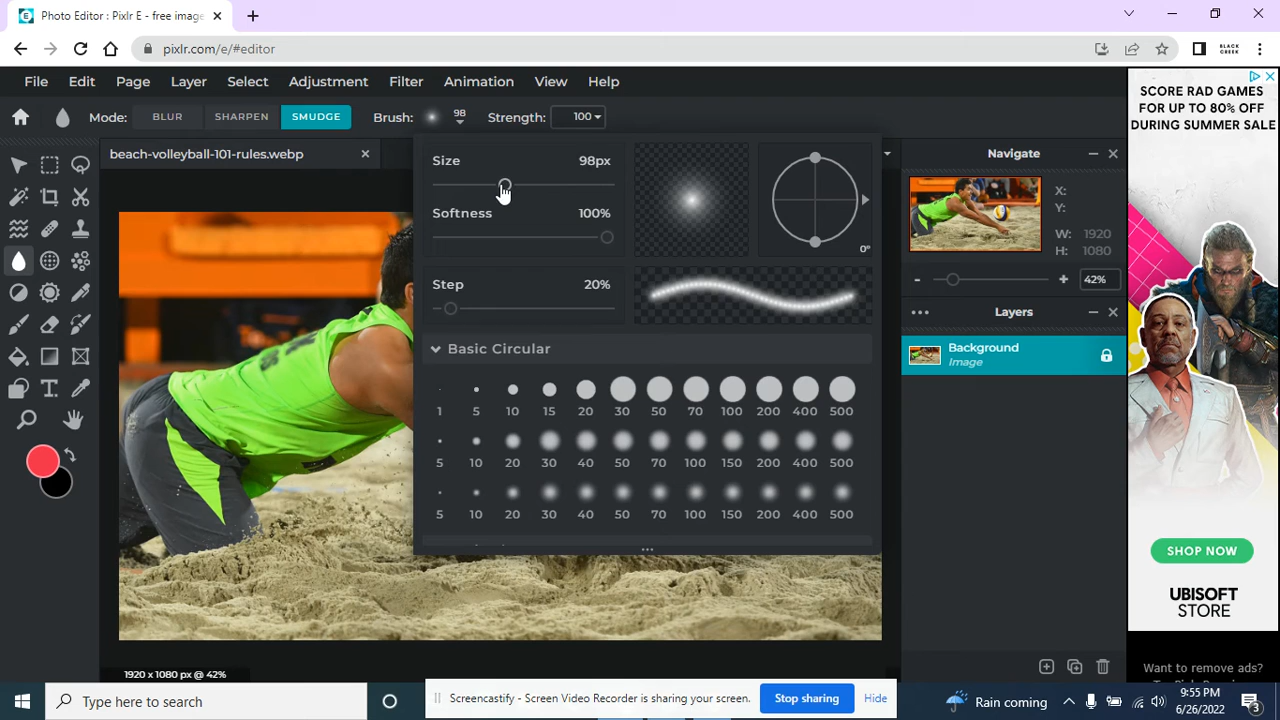 Photo Editor : Pixlr E - free image
pixlr.com/e/#editor
BLACK CREEK
File Edit Page Layer Select Adjustment Filter Animation View Help
Mode: BLUR SHARPEN SMUDGE Brush: 98 Strength: 100
beach-volleyball-101-rules.webp
Size 98px
Softness 100%
0°
Step 20%
Basic Circular
1 5 10 15 20 30 50 70 100 200 400 500
5 10 20 30 40 50 70 100 150 200 400 500
5 10 20 30 40 50 70 100 150 200 400 500
1920 x 1080 px @ 42%
Navigate
X:
Y:
W: 1920
H: 1080
- + 42%
Layers
Background
Image
SCORE RAD GAMES
FOR UP TO 80% OFF
DURING SUMMER SALE
SHOP NOW
UBISOFT
STORE
Want to remove ads?
Screencastify - Screen Video Recorder is sharing your screen. Stop sharing Hide
Type here to search
Rain coming
9:55 PM
6/26/2022
3